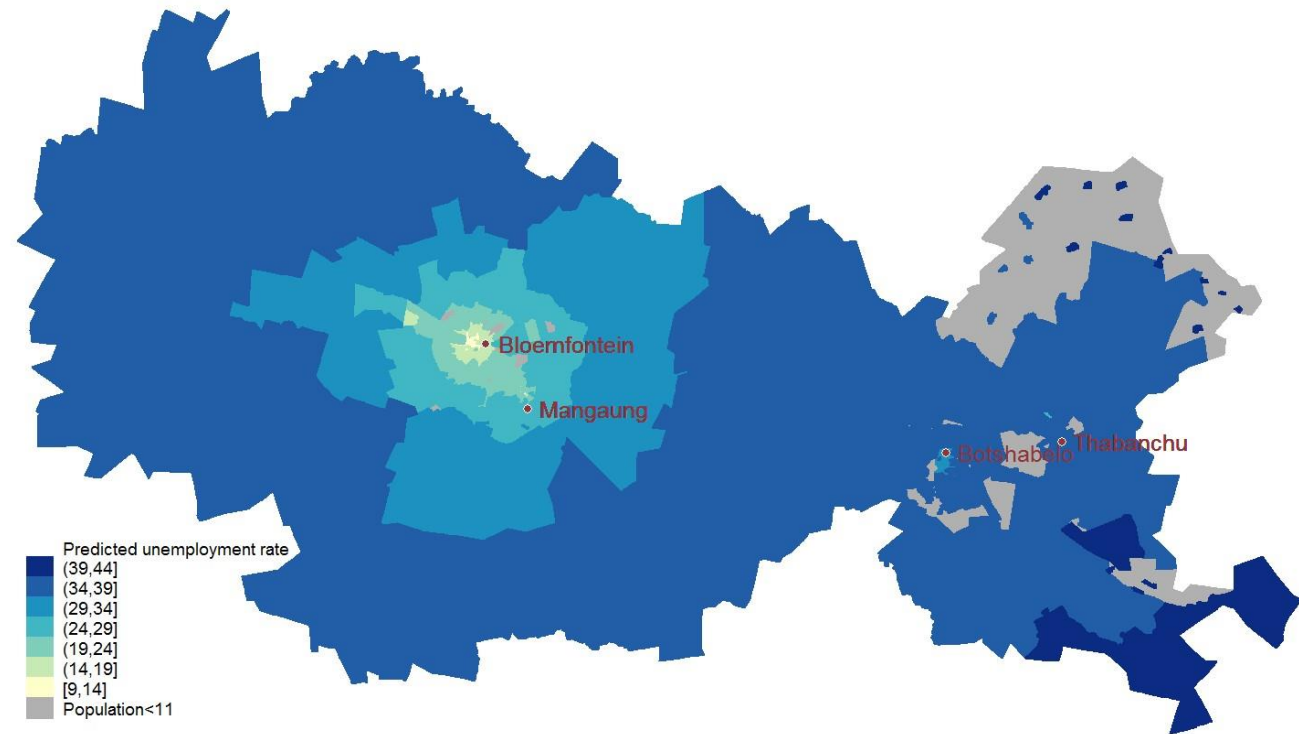 Bloemfontein
Mangaung
Thabanchu
Botshabelo
Predicted unemployment rate
(39,44]
(34,39]
(29,34]
(24,29]
(19,24]
(14,19]
[9,14]
Population<11